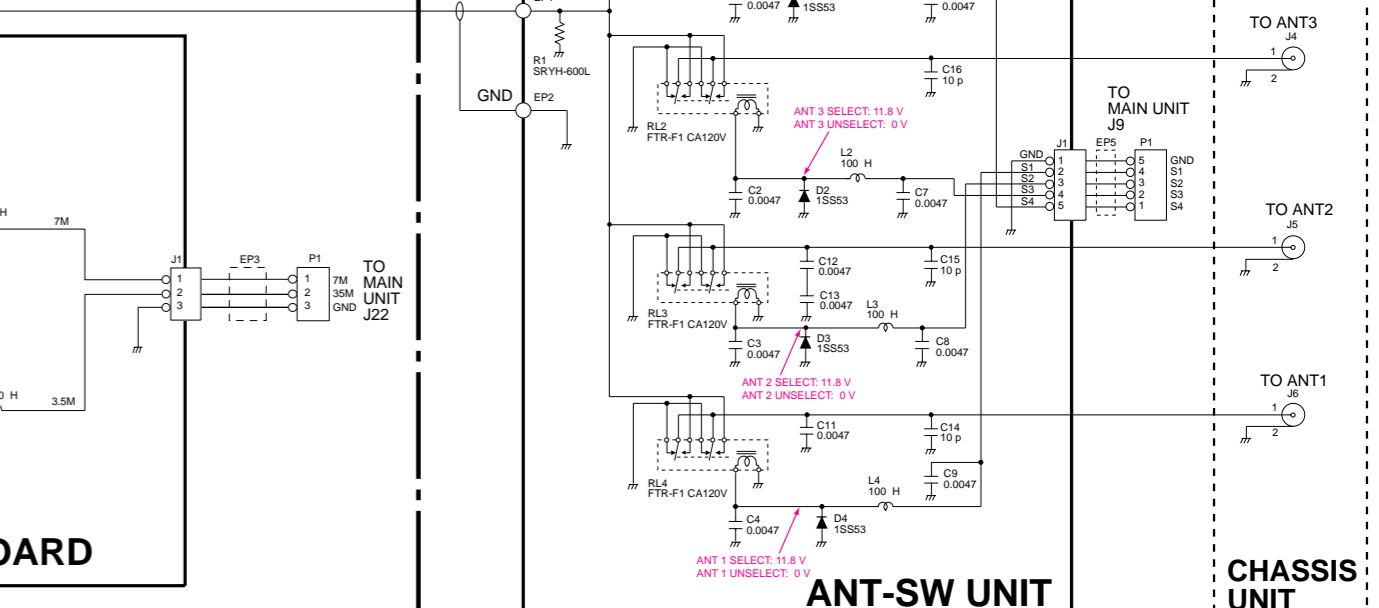 0.0047
1SS53
0.0047
TO ANT3
J4
1
2
R1
SRYH-600L
C16
10 p
GND
EP2
TO
MAIN UNIT
J9
ANT 3 SELECT: 11.8 V
ANT 3 UNSELECT: 0 V
RL2
FTR-F1 CA120V
L2
100 H
J1
EP5
P1
GND
S1
S2
S3
S4
1
2
3
4
5
5
4
3
2
1
GND
S1
S2
S3
S4
C2
0.0047
D2
1SS53
C7
0.0047
H
7M
TO ANT2
J5
1
2
J1
EP3
P1
1
2
3
1
2
3
7M
35M
GND
TO
MAIN
UNIT
J22
C12
0.0047
C13
0.0047
C15
10 p
RL3
FTR-F1 CA120V
L3
100 H
C3
0.0047
D3
1SS53
C8
0.0047
ANT 2 SELECT: 11.8 V
ANT 2 UNSELECT: 0 V
TO ANT1
J6
1
2
0 H
3.5M
C11
0.0047
C14
10 p
RL4
FTR-F1 CA120V
L4
100 H
C9
0.0047
C4
0.0047
D4
1SS53
ANT 1 SELECT: 11.8 V
ANT 1 UNSELECT: 0 V
OARD
ANT-SW UNIT
CHASSIS
UNIT